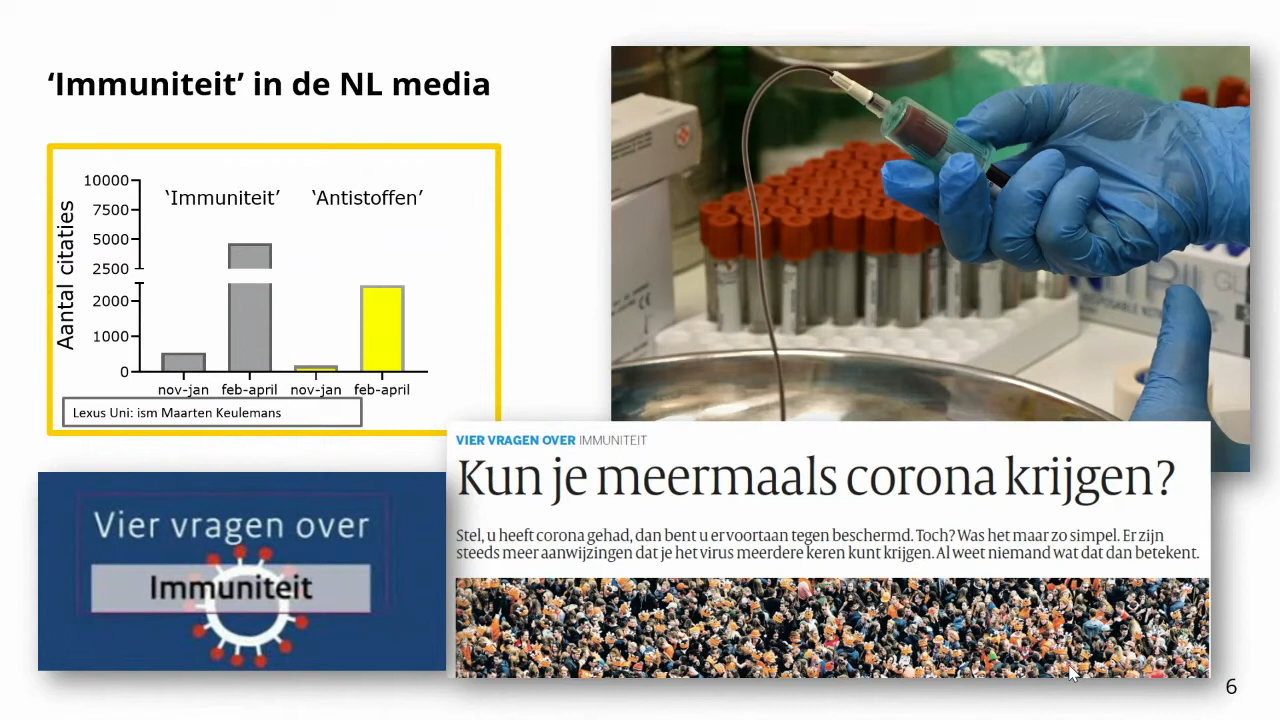 ‘Immuniteit’ in de NL media
Aantal citaties
10000
7500
5000
2500
2000
1000
0
‘Immuniteit’ ‘Antistoffen’
nov-jan feb-april nov-jan feb-april
Lexus Uni: ism Maarten Keulemans
VIER VRAGEN OVER IMMUNITEIT
Kun je meermaals corona krijgen?
Stel, u heeft corona gehad, dan bent u ervoortaan tegen beschermd. Toch? Was het maar zo simpel. Er zijn
steeds meer aanwijzingen dat je het virus meerdere keren kunt krijgen. Al weet niemand wat dat dan betekent.
Vier vragen over
Immuniteit
6